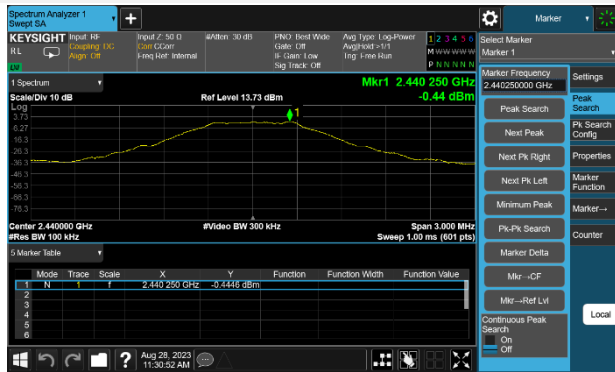 Spectrum Analyzer 1
Swept SA
Marker
KEYSIGHT Input: RF
RL Coupling: DC
Align: Off
Input Z: 50 Ω
Corr CCorr
Freq Ref: Internal
#Atten: 30 dB
PNO: Best Wide
Gate: Off
IF Gain: Low
Sig Track: Off
Avg Type: Log-Power
Avg|Hold:>1/1
Trig: Free Run
1 2 3 4 5 6
M W W W W W
P N N N N N
Select Marker
Marker 1
1 Spectrum
Scale/Div 10 dB
Ref Level 13.73 dBm
Mkr1 2.440 250 GHz
-0.44 dBm
Log
3.73
-6.27
-16.3
-26.3
-36.3
-46.3
-56.3
-66.3
-76.3
1
Center 2.440000 GHz
#Res BW 100 kHz
#Video BW 300 kHz
Span 3.000 MHz
Sweep 1.00 ms (601 pts)
5 Marker Table
Mode Trace Scale X Y Function Function Width Function Value
1 N 1 f 2.440 250 GHz -0.4446 dBm
2
3
4
5
6
Marker Frequency
2.440250000 GHz
Peak Search
Next Peak
Next Pk Right
Next Pk Left
Minimum Peak
Pk-Pk Search
Marker Delta
Mkr→CF
Mkr→Ref Lvl
Continuous Peak
Search
On
Off
Settings
Peak
Search
Pk Search
Config
Properties
Marker
Function
Marker→
Counter
Local
?
Aug 28, 2023
11:30:52 AM